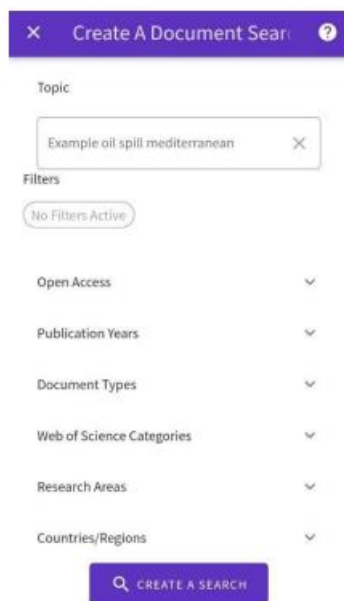 Create A Document Sear
Topic
Example oil spill mediterranean
Filters
No Filters Active
Open Access
Publication Years
Document Types
Web of Science Categories
Research Areas
Countries/Regions
CREATE A SEARCH